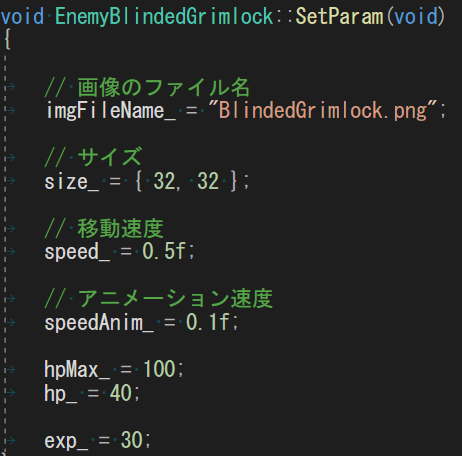 void EnemyBlindedGrimlock::SetParam(void)
{
// 画像のファイル名
imgFileName_ = "BlindedGrimlock.png";
// サイズ
size_ = { 32, 32 };
// 移動速度
speed_ = 0.5f;
// アニメーション速度
speedAnim_ = 0.1f;
hpMax_ = 100;
hp_ = 40;
exp_ = 30;